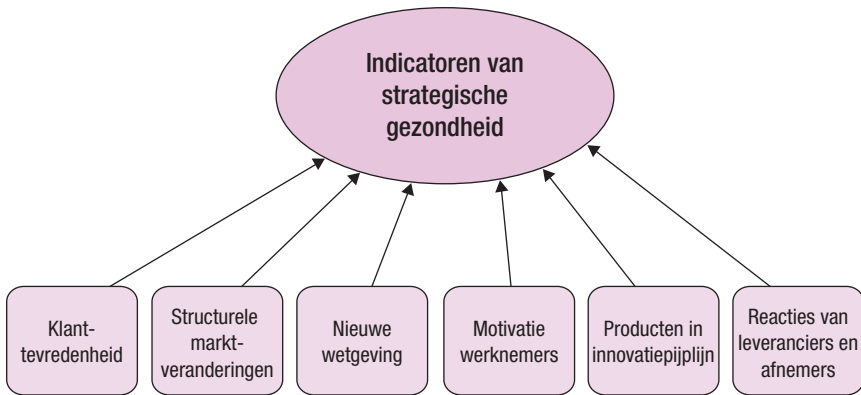 Indicatoren van
strategische
gezondheid
Klant-
tevredenheid
Structurele
markt-
veranderingen
Nieuwe
wetgeving
Motivatie
werknemers
Producten in
innovatiepijplijn
Reacties van
leveranciers en
afnemers